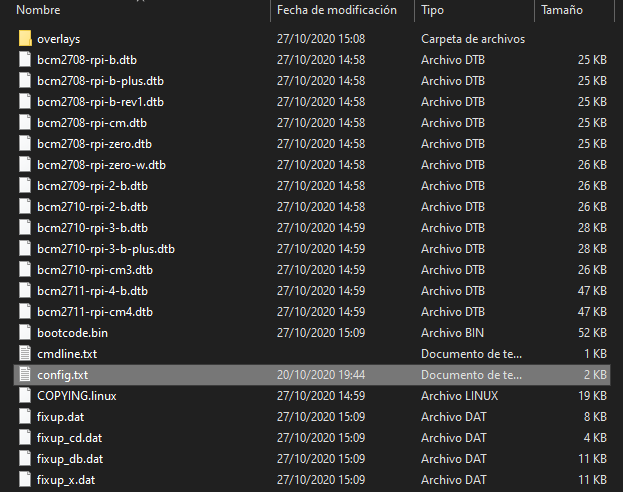 Nombre Fecha de modificación Tipo Tamaño
overlays 27/10/2020 15:08 Carpeta de archivos
bcm2708-rpi-b.dtb 27/10/2020 14:58 Archivo DTB 25 KB
bcm2708-rpi-b-plus.dtb 27/10/2020 14:58 Archivo DTB 25 KB
bcm2708-rpi-b-rev1.dtb 27/10/2020 14:58 Archivo DTB 25 KB
bcm2708-rpi-cm.dtb 27/10/2020 14:58 Archivo DTB 25 KB
bcm2708-rpi-zero.dtb 27/10/2020 14:58 Archivo DTB 25 KB
bcm2708-rpi-zero-w.dtb 27/10/2020 14:58 Archivo DTB 26 KB
bcm2709-rpi-2-b.dtb 27/10/2020 14:58 Archivo DTB 26 KB
bcm2710-rpi-2-b.dtb 27/10/2020 14:58 Archivo DTB 26 KB
bcm2710-rpi-3-b.dtb 27/10/2020 14:59 Archivo DTB 28 KB
bcm2710-rpi-3-b-plus.dtb 27/10/2020 14:59 Archivo DTB 28 KB
bcm2710-rpi-cm3.dtb 27/10/2020 14:59 Archivo DTB 26 KB
bcm2711-rpi-4-b.dtb 27/10/2020 14:59 Archivo DTB 47 KB
bcm2711-rpi-cm4.dtb 27/10/2020 14:59 Archivo DTB 47 KB
bootcode.bin 27/10/2020 15:09 Archivo BIN 52 KB
cmdline.txt Documento de te... 1 KB
config.txt 20/10/2020 19:44 Documento de te... 2 KB
COPYING.linux 27/10/2020 14:59 Archivo LINUX 19 KB
fixup.dat 27/10/2020 15:09 Archivo DAT 8 KB
fixup_cd.dat 27/10/2020 15:09 Archivo DAT 4 KB
fixup_db.dat 27/10/2020 15:09 Archivo DAT 11 KB
fixup_x.dat 27/10/2020 15:09 Archivo DAT 11 KB